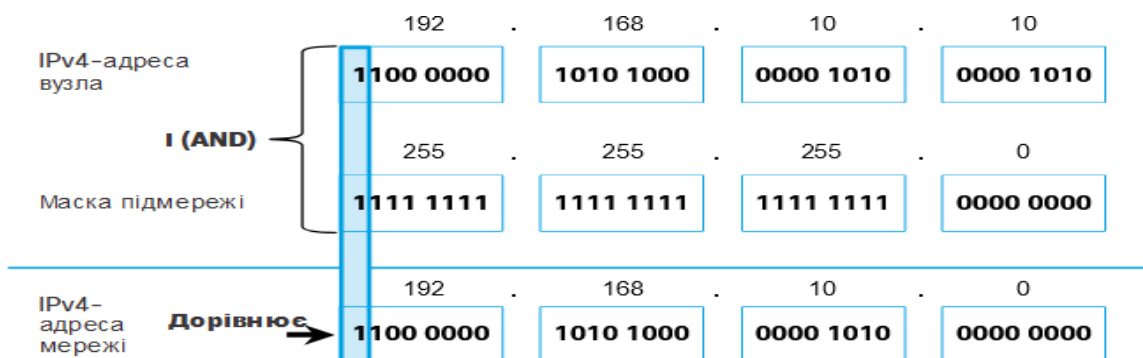 192 . 168 . 10 . 10
IPv4-адреса
вузла
1100 0000 1010 1000 0000 1010 0000 1010
І (AND)
255 . 255 . 255 . 0
Маска підмережі
1111 1111 1111 1111 1111 1111 0000 0000
192 . 168 . 10 . 0
IPv4-
адреса
мережі
Дорівнює
1100 0000 1010 1000 0000 1010 0000 0000